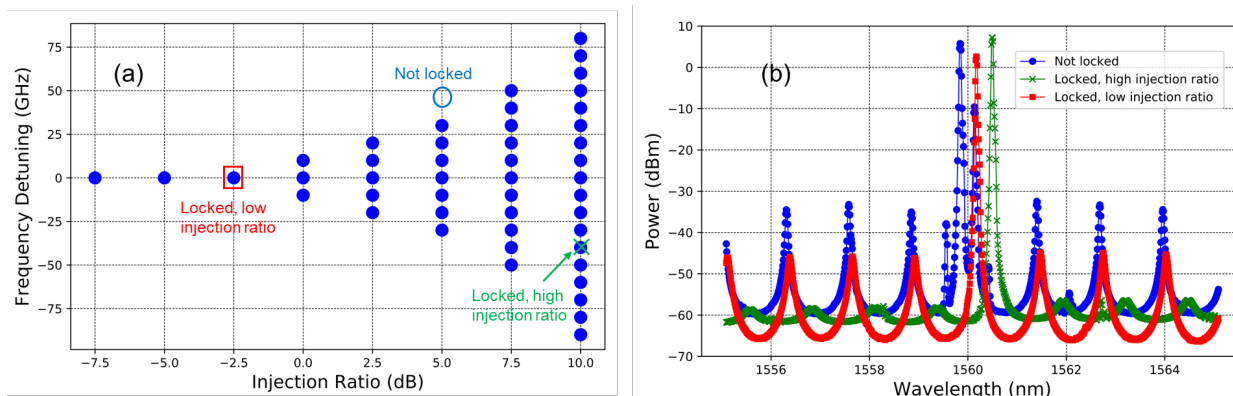 (a)
Not locked
Locked, low
injection ratio
Locked, high
injection ratio
75
50
25
0
−25
−50
−75
Frequency Detuning (GHz)
−7.5
−5.0
−2.5
0.0
2.5
5.0
7.5
10.0
Injection Ratio (dB)
(b)
Not locked
Locked, high injection ratio
Locked, low injection ratio
10
0
−10
−20
−30
−40
−50
−60
−70
Power (dBm)
1556
1558
1560
1562
1564
Wavelength (nm)